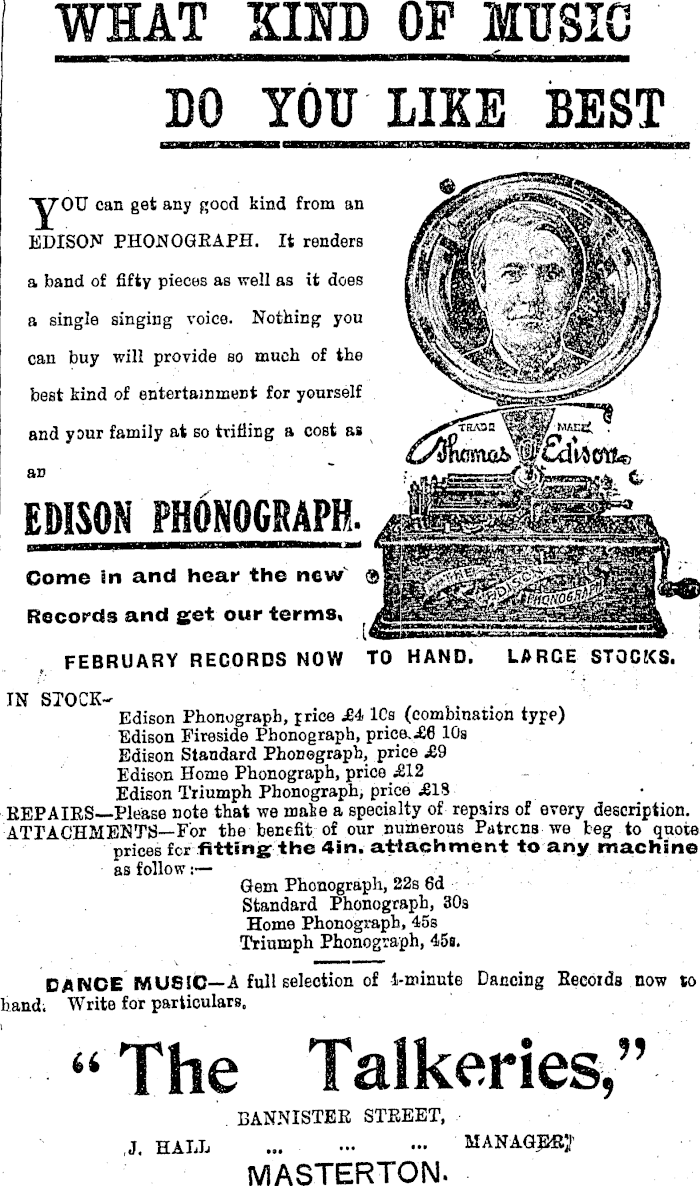 WHAT KIND OF MUSIC
DO YOU LIKE BEST
YOU can get any good kind from an
EDISON PHONOGRAPH. It renders
a band of fifty pieces as well as it does
a single singing voice. Nothing you
can buy will provide so much of the
best kind of entertainment for yourself
and your family at so trifling a cost as
an
EDISON PHONOGRAPH.
Come in and hear the new
Records and get our terms.
TRADE MARK
Thomas Edison
EDISON
PHONOGRAPH
FEBRUARY RECORDS NOW TO HAND. LARGE STOCKS.
IN STOCK—
Edison Phonograph, price £4 10s (combination type)
Edison Fireside Phonograph, price £6 10s
Edison Standard Phonograph, price £9
Edison Home Phonograph, price £12
Edison Triumph Phonograph, price £18
REPAIRS—Please note that we make a specialty of repairs of every description.
ATTACHMENTS—For the benefit of our numerous Patrons we beg to quote
prices for fitting the 4in. attachment to any machine
as follow :—
Gem Phonograph, 22s 6d
Standard Phonograph, 30s
Home Phonograph, 45s
Triumph Phonograph, 45s.
DANCE MUSIC—A full selection of 4-minute Dancing Records now to
hand. Write for particulars.
"The Talkeries,"
BANNISTER STREET,
J. HALL ... ... ... MANAGER,
MASTERTON.